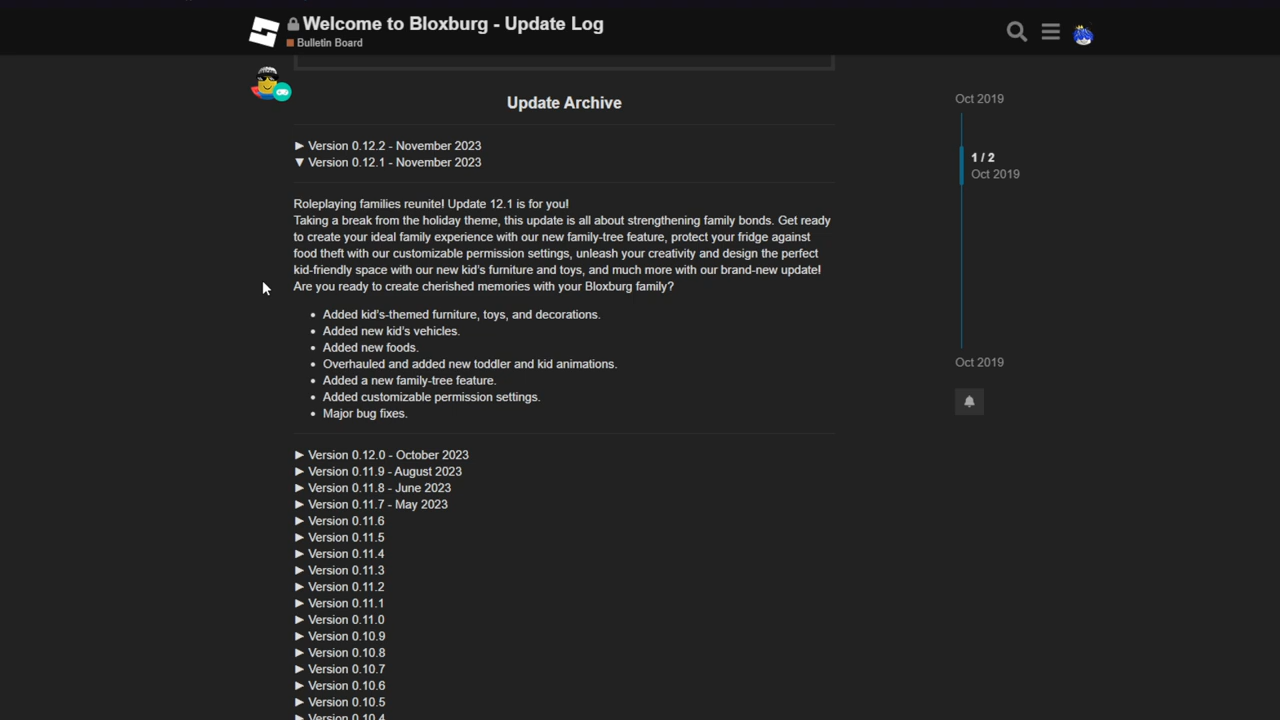 Welcome to Bloxburg - Update Log
Bulletin Board
Update Archive
▶ Version 0.12.2 - November 2023
▼ Version 0.12.1 - November 2023
Roleplaying families reunite! Update 12.1 is for you!
Taking a break from the holiday theme, this update is all about strengthening family bonds. Get ready
to create your ideal family experience with our new family-tree feature, protect your fridge against
food theft with our customizable permission settings, unleash your creativity and design the perfect
kid-friendly space with our new kid's furniture and toys, and much more with our brand-new update!
Are you ready to create cherished memories with your Bloxburg family?
• Added kid's-themed furniture, toys, and decorations.
• Added new kid's vehicles.
• Added new foods.
• Overhauled and added new toddler and kid animations.
• Added a new family-tree feature.
• Added customizable permission settings.
• Major bug fixes.
▶ Version 0.12.0 - October 2023
▶ Version 0.11.9 - August 2023
▶ Version 0.11.8 - June 2023
▶ Version 0.11.7 - May 2023
▶ Version 0.11.6
▶ Version 0.11.5
▶ Version 0.11.4
▶ Version 0.11.3
▶ Version 0.11.2
▶ Version 0.11.1
▶ Version 0.11.0
▶ Version 0.10.9
▶ Version 0.10.8
▶ Version 0.10.7
▶ Version 0.10.6
▶ Version 0.10.5
▶ Version 0.10.4
Oct 2019
1 / 2
Oct 2019
Oct 2019